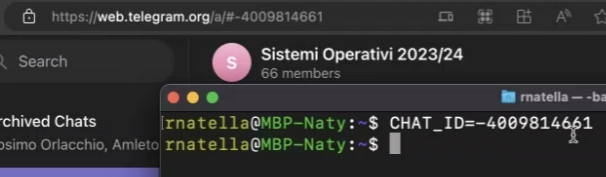 https://web.telegram.org/a/#-4009814661
Search
S
Sistemi Operativi 2023/24
66 members
rnatella — -ba
rchived Chats
osimo Orlacchio, Amleto
rnatella@MBP-Naty:~$ CHAT_ID=-4009814661
rnatella@MBP-Naty:~$